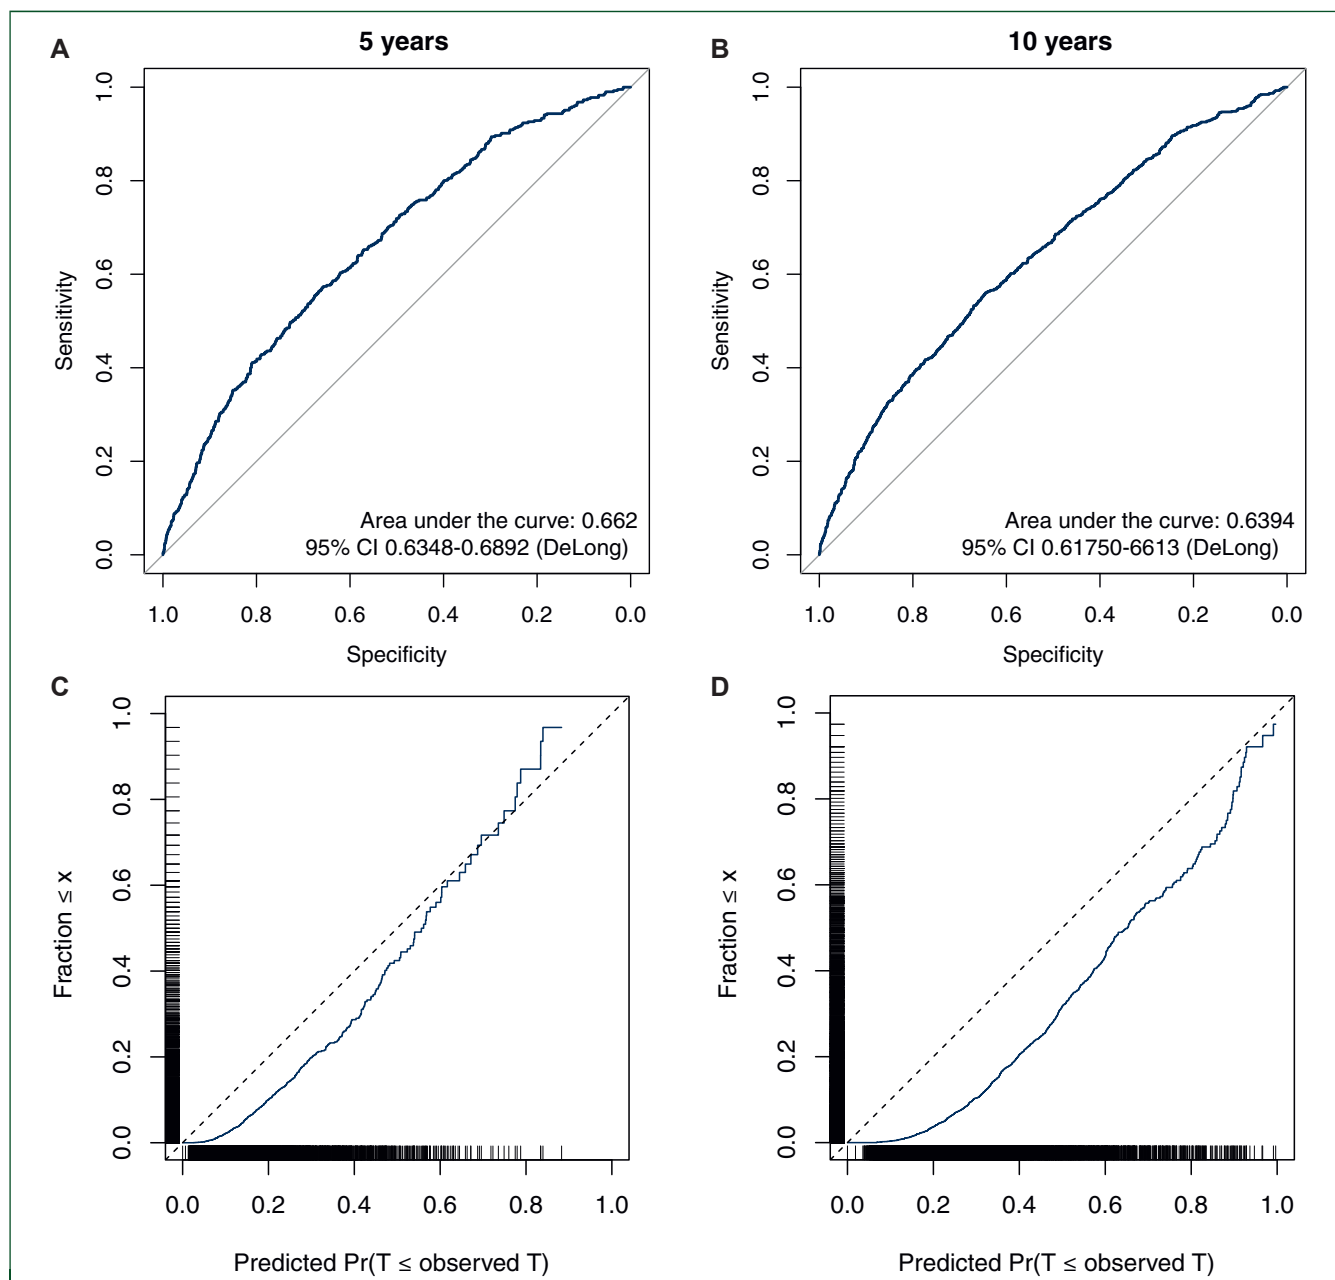 A
5 years
1.0
0.8
0.6
0.4
0.2
0.0
Sensitivity
Area under the curve: 0.662
95% CI 0.6348-0.6892 (DeLong)
1.0
0.8
0.6
0.4
0.2
0.0
Specificity
B
10 years
1.0
0.8
0.6
0.4
0.2
0.0
Sensitivity
Area under the curve: 0.6394
95% CI 0.61750-6613 (DeLong)
1.0
0.8
0.6
0.4
0.2
0.0
Specificity
C
1.0
0.8
0.6
0.4
0.2
0.0
Fraction ≤ x
0.0
0.2
0.4
0.6
0.8
1.0
Predicted Pr(T ≤ observed T)
D
1.0
0.8
0.6
0.4
0.2
0.0
Fraction ≤ x
0.0
0.2
0.4
0.6
0.8
1.0
Predicted Pr(T ≤ observed T)